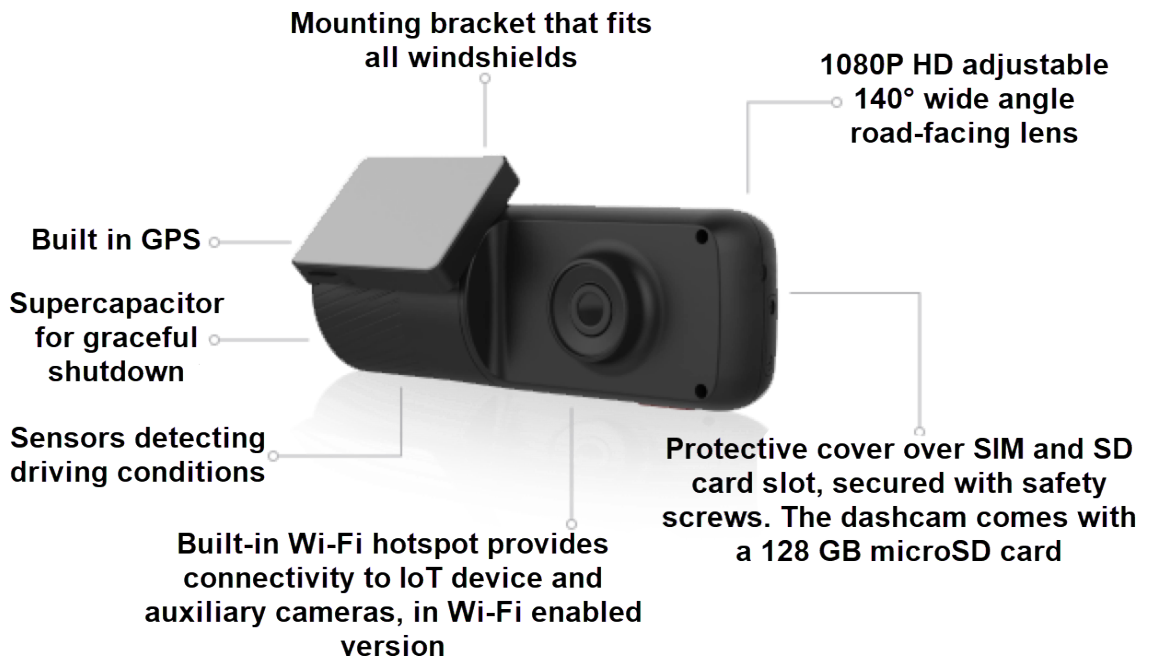 Mounting bracket that fits
all windshields
1080P HD adjustable
140° wide angle
road-facing lens
Built in GPS
Supercapacitor
for graceful
shutdown
Sensors detecting
driving conditions
Protective cover over SIM and SD
card slot, secured with safety
screws. The dashcam comes with
a 128 GB microSD card
Built-in Wi-Fi hotspot provides
connectivity to IoT device and
auxiliary cameras, in Wi-Fi enabled
version